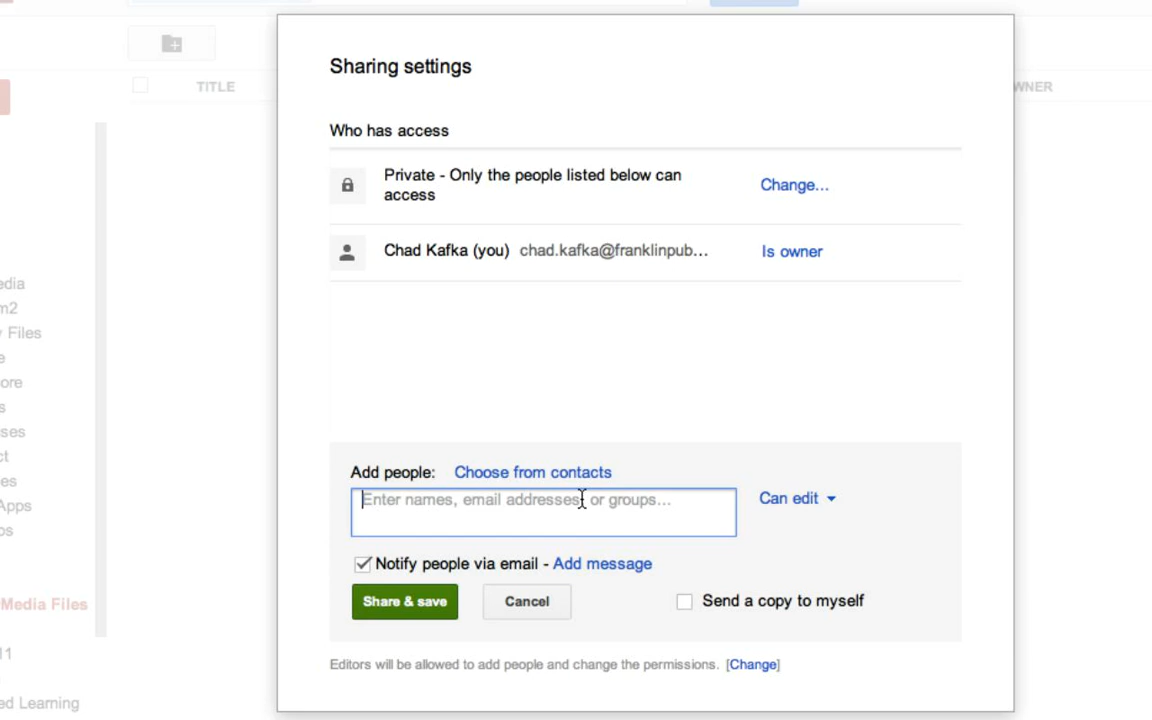 Sharing settings
TITLE
WNER
Who has access
Private - Only the people listed below can
access
Change...
Chad Kafka (you) chad.kafka@franklinpub...
Is owner
edia
m2
Files
e
ore
s
ses
ct
es
Apps
os
Media Files
11
ed Learning
Add people: Choose from contacts
Enter names, email addresses, or groups...
Can edit
Notify people via email - Add message
Share & save
Cancel
Send a copy to myself
Editors will be allowed to add people and change the permissions. [Change]